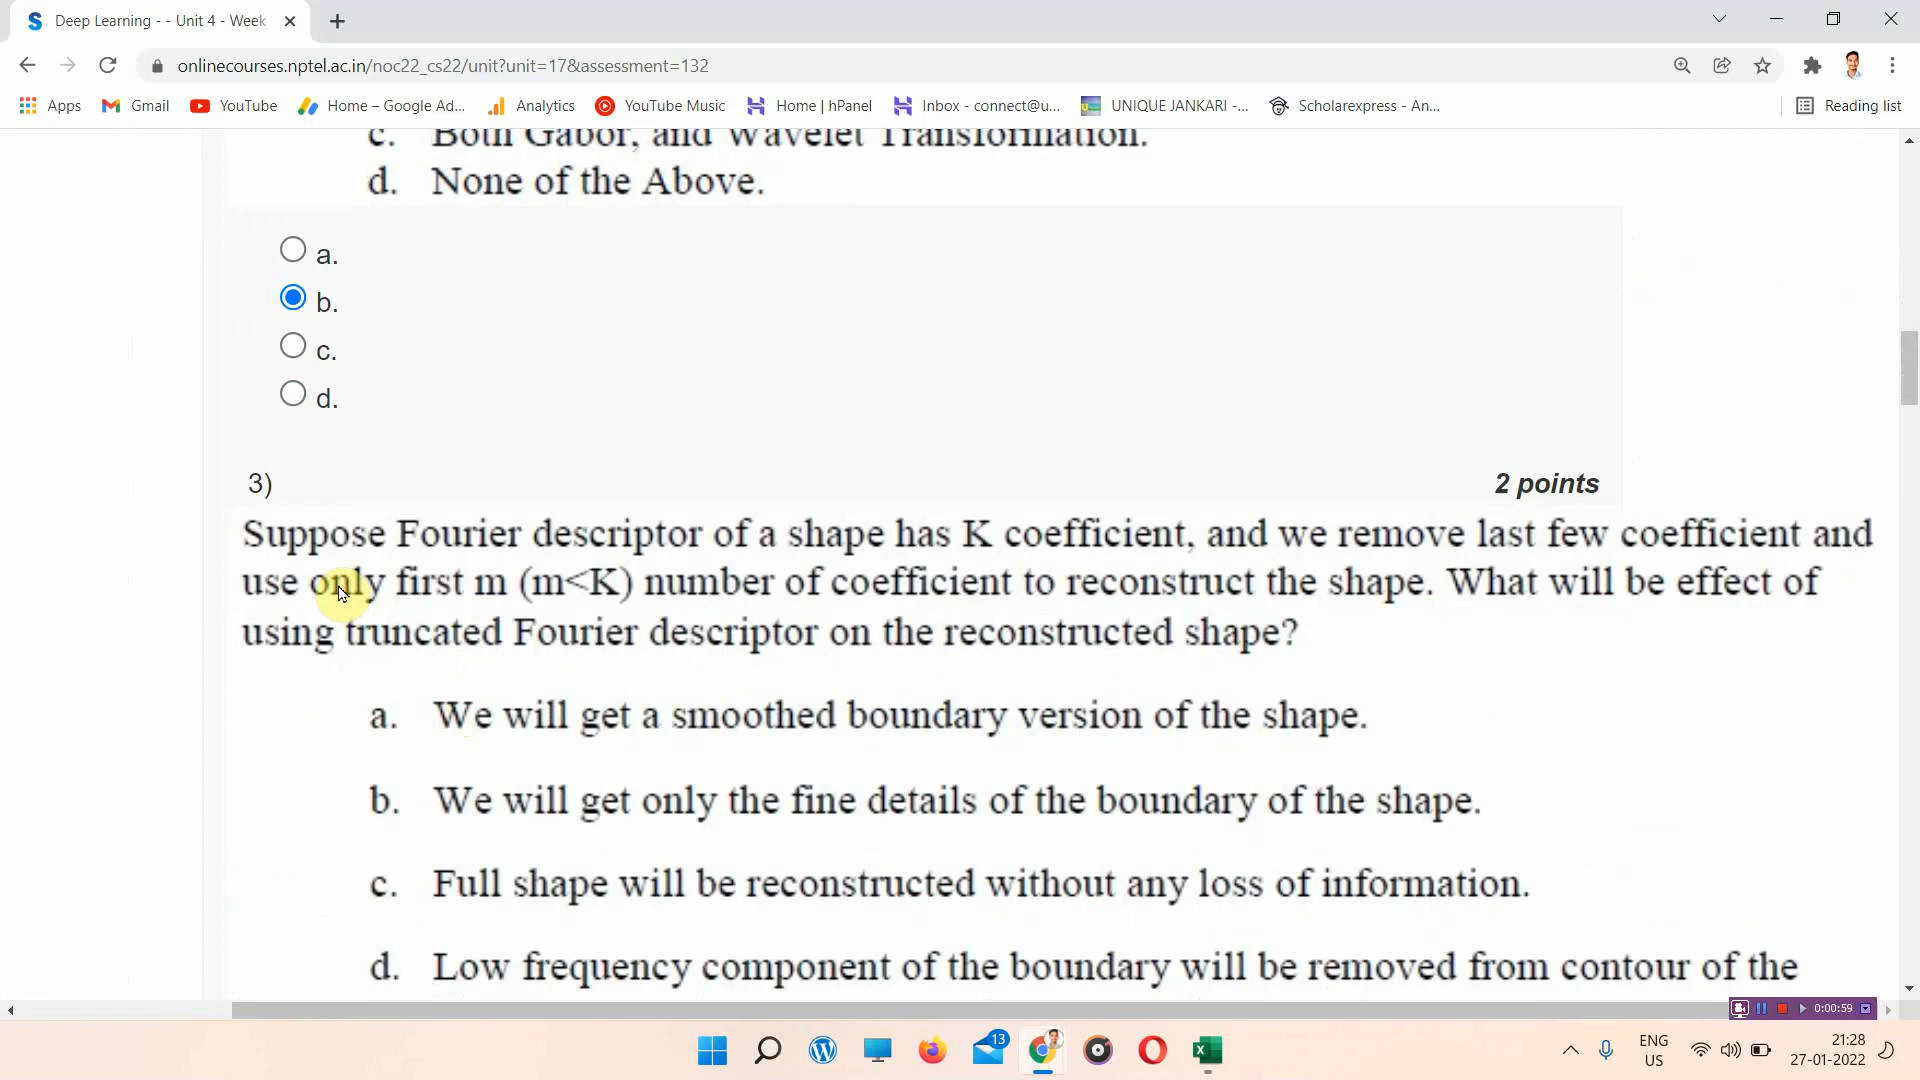 Deep Learning - - Unit 4 - Week
onlinecourses.nptel.ac.in/noc22_cs22/unit?unit=17&assessment=132
Apps Gmail YouTube Home – Google Ad... Analytics YouTube Music Home | hPanel Inbox - connect@u... UNIQUE JANKARI -... Scholarexpress - An... Reading list
c. Both Gabor, and Wavelet Transformation.
d. None of the Above.
a.
b.
c.
d.
3) 2 points
Suppose Fourier descriptor of a shape has K coefficient, and we remove last few coefficient and
use only first m (m<K) number of coefficient to reconstruct the shape. What will be effect of
using truncated Fourier descriptor on the reconstructed shape?
a. We will get a smoothed boundary version of the shape.
b. We will get only the fine details of the boundary of the shape.
c. Full shape will be reconstructed without any loss of information.
d. Low frequency component of the boundary will be removed from contour of the
0:00:59
13
ENG
US
21:28
27-01-2022